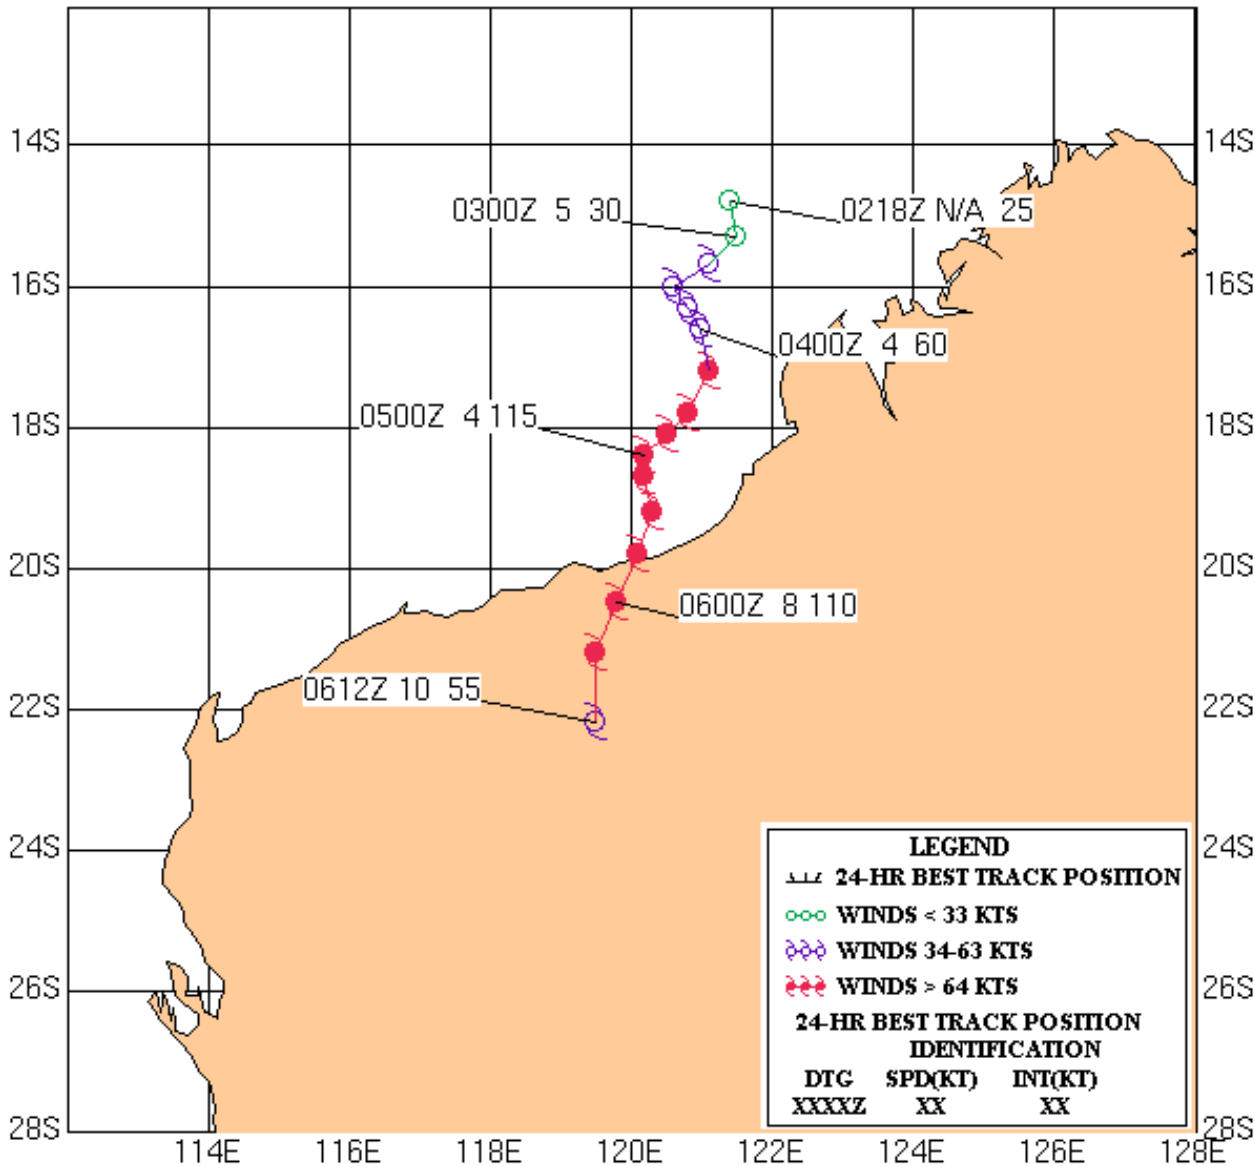 14S 14S
0300Z 5 30 0218Z N/A 25
16S 16S
0400Z 4 60
0500Z 4 115
18S 18S
20S 20S
0600Z 8 110
0612Z 10 55
22S 22S
24S 24S
LEGEND
24-HR BEST TRACK POSITION
WINDS < 33 KTS
WINDS 34-63 KTS
WINDS > 64 KTS
26S 26S
24-HR BEST TRACK POSITION
IDENTIFICATION
DTG SPD(KT) INT(KT)
XXXXZ XX XX
28S 28S
114E 116E 118E 120E 122E 124E 126E 128E